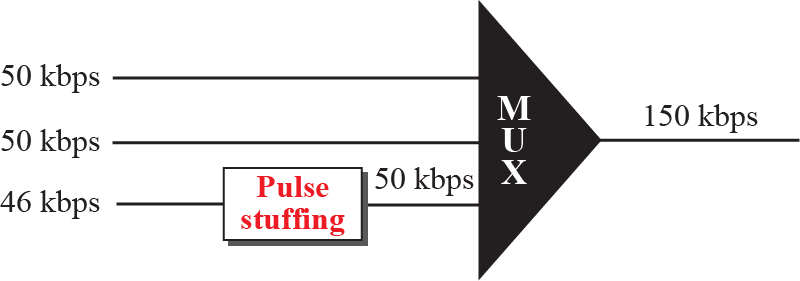 50 kbps
50 kbps
46 kbps
Pulse
stuffing
50 kbps
M
U
X
150 kbps